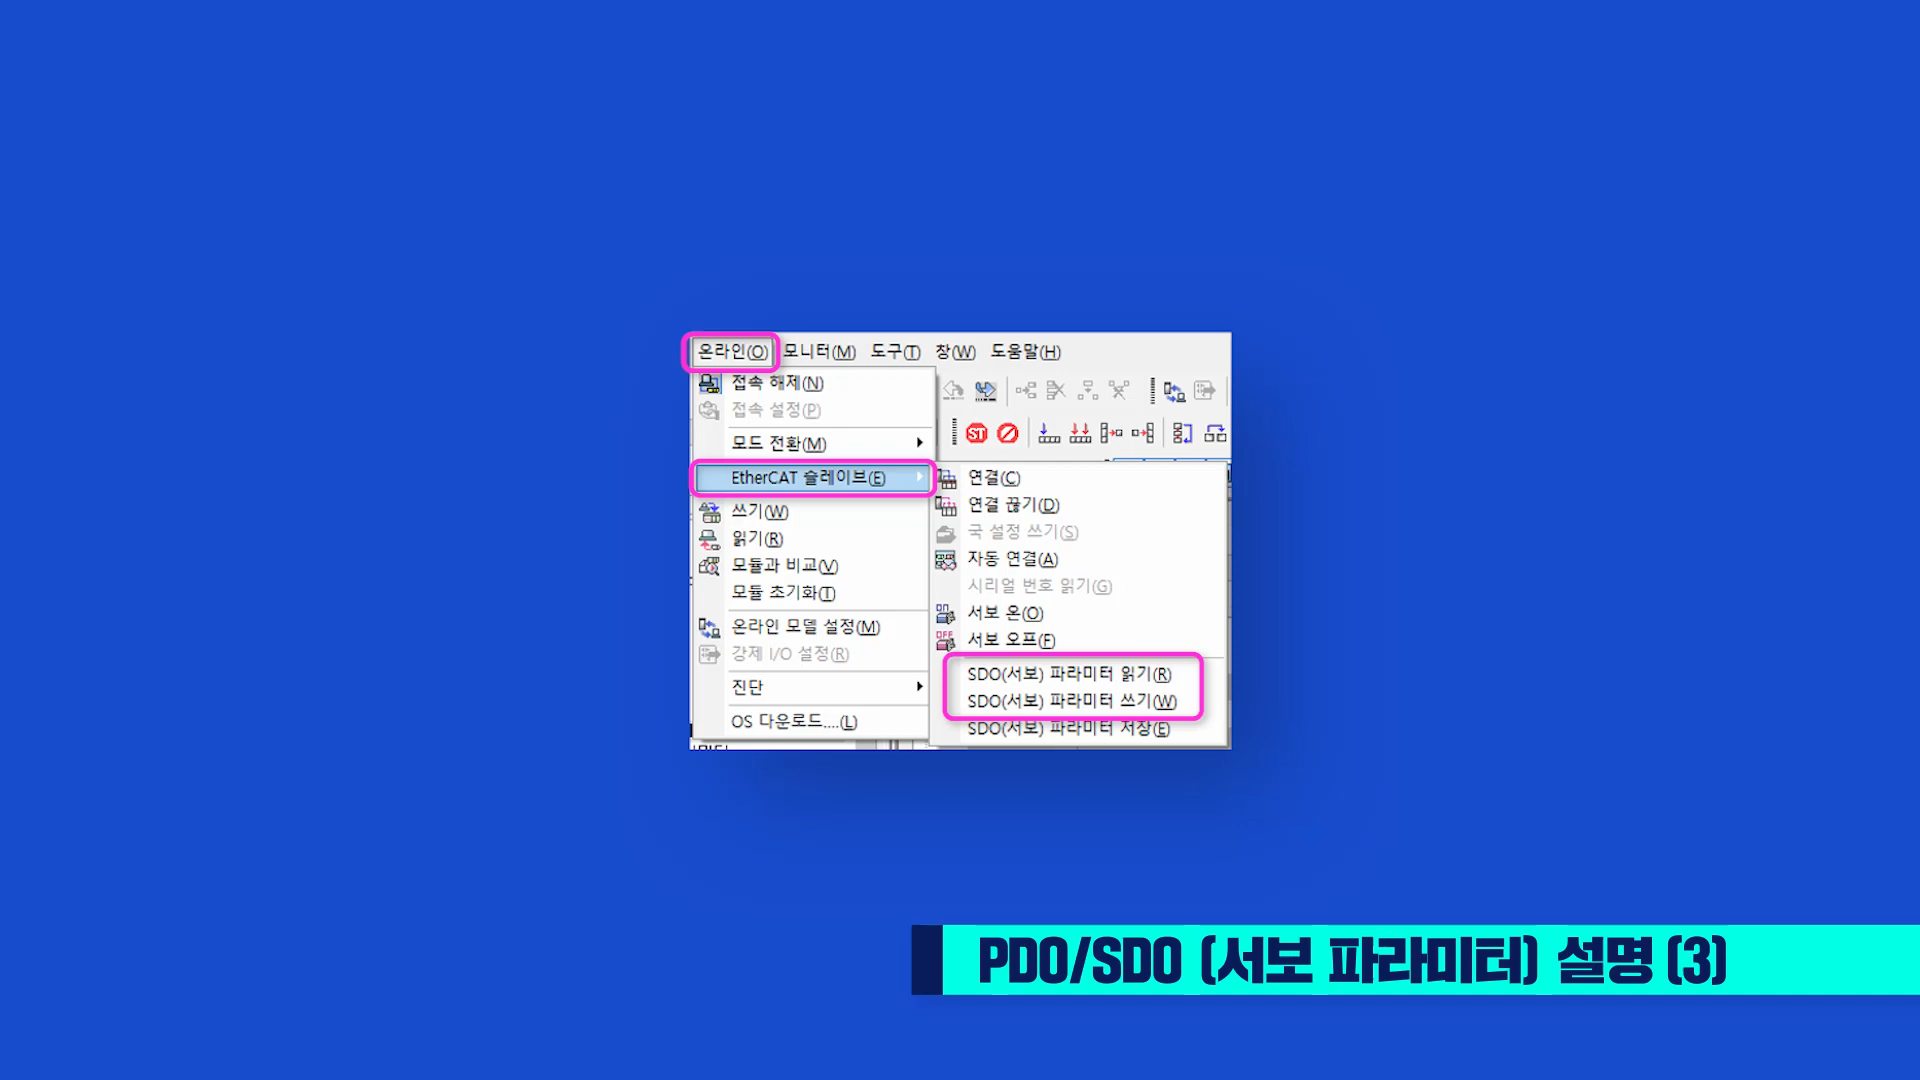 온라인(O) 모니터(M) 도구(T) 창(W) 도움말(H)
접속 해제(N)
접속 설정(P)
모드 전환(M)
EtherCAT 슬레이브(E)
쓰기(W)
읽기(R)
모듈과 비교(V)
모듈 초기화(T)
온라인 모델 설정(M)
강제 I/O 설정(R)
진단
OS 다운로드....(L)
ST
연결(C)
연결 끊기(D)
국 설정 쓰기(S)
자동 연결(A)
시리얼 번호 읽기(G)
서보 온(O)
서보 오프(F)
SDO(서보) 파라미터 읽기(R)
SDO(서보) 파라미터 쓰기(W)
SDO(서보) 파라미터 저장(E)
PDO/SDO (서보 파라미터) 설명 (3)